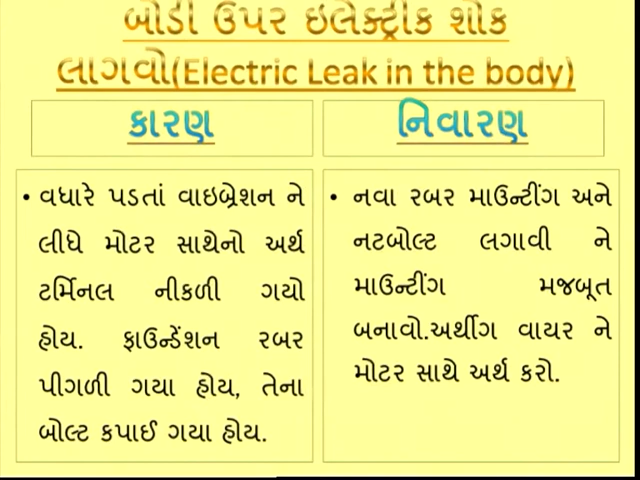 બોડી ઉપર ઇલેક્ટ્રીક શોક
લાગવો(Electric Leak in the body)
કારણ
નિવારણ
• વધારે પડતાં વાઇબ્રેશન ને
લીધે મોટર સાથેનો અર્થ
ટર્મિનલ નીકળી ગયો
હોય. ફાઉન્ડેંશન રબર
પીગળી ગયા હોય, તેના
બોલ્ટ કપાઈ ગયા હોય.
• નવા રબર માઉન્ટીંગ અને
નટબોલ્ટ લગાવી ને
માઉન્ટીંગ મજબૂત
બનાવો.અર્થીગ વાયર ને
મોટર સાથે અર્થ કરો.